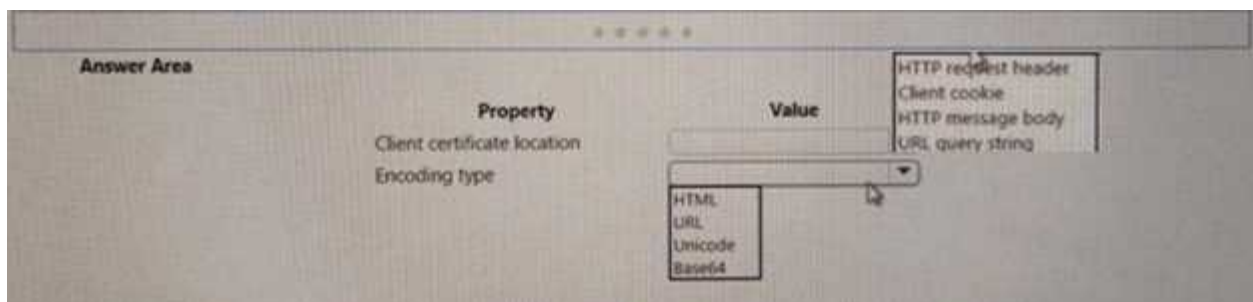 Answer Area
Property
Value
Client certificate location
Encoding type
HTTP request header
Client cookie
HTTP message body
URL query string
HTML
URL
Unicode
Base64